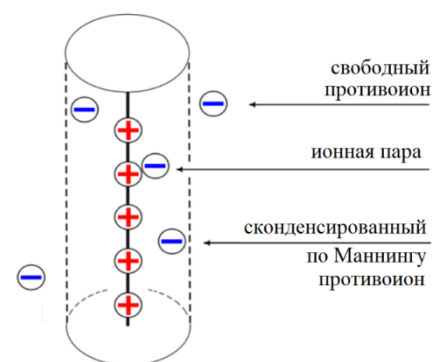 свободный
противоион
ионная пара
сконденсированный
по Маннингу
противоион